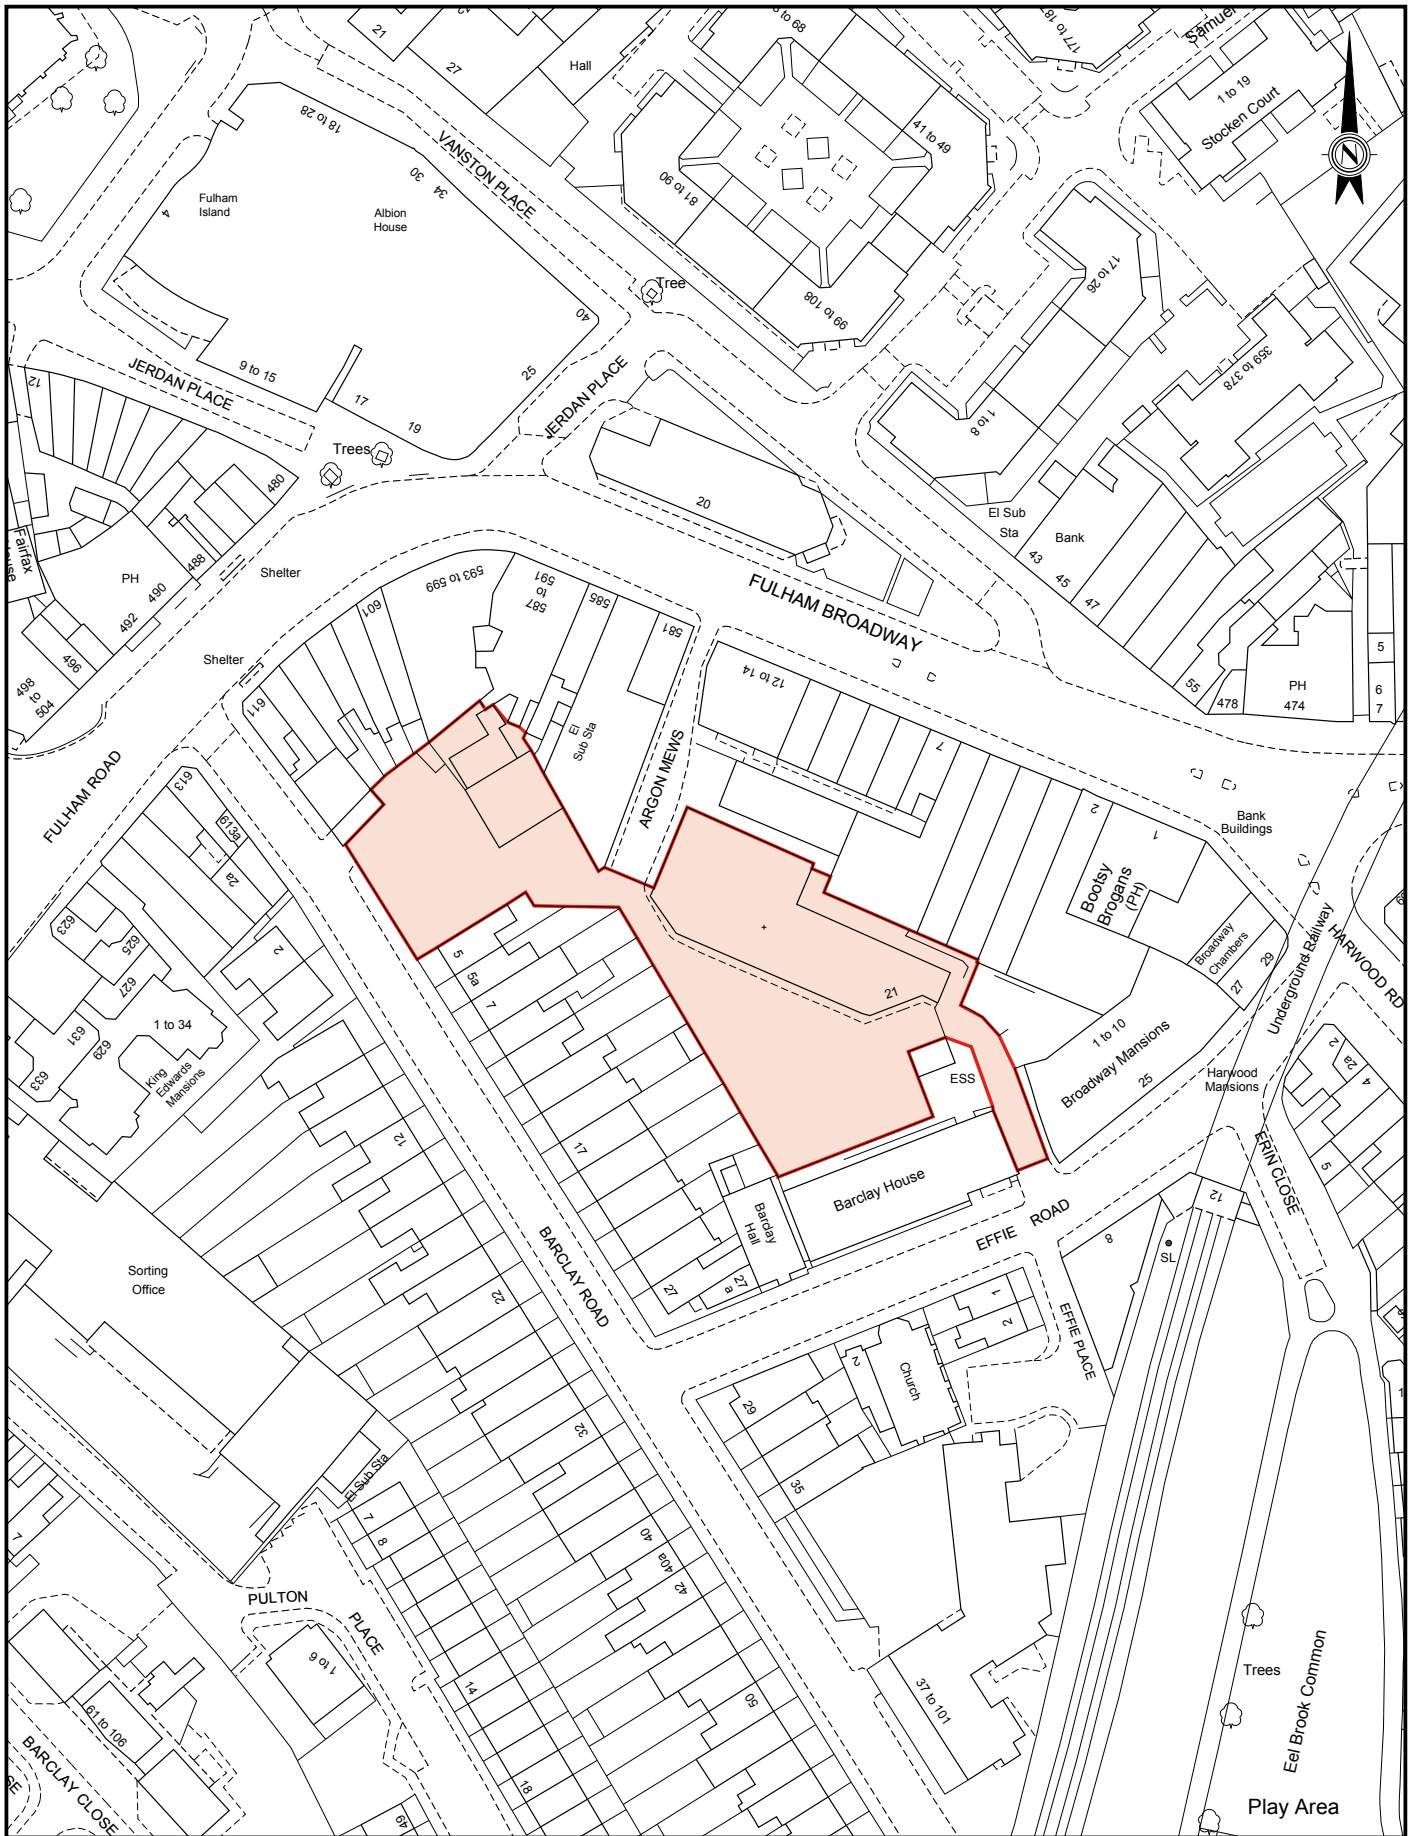 21
27
Hall
18 to 28
Samuel
177 to 18
1 to 19
Stocken Court
N
41 to 49
81 to 90
99 to 108
VANSTON PLACE
30
34
Fulham
Island
4
Albion
House
40
Tree
17 to 26
359 to 378
1 to 8
JERDAN PLACE
9 to 15
17
19
25
JERDAN PLACE
12
Trees
480
488
490
492
496
498
to
504
PH
Fairfax
Shelter
Shelter
20
El Sub
Sta
Bank
43
45
47
55
478
PH
474
5
6
7
FULHAM BROADWAY
593 to 599
601
611
591
to
587
585
581
El
Sub Sta
ARGON MEWS
12 to 14
7
2
1
Bootsy
Brogans
(PH)
Bank
Buildings
Broadway
Chambers
27
29
Underground Railway
HARWOOD RD
FULHAM ROAD
613
613a
2a
2
623
625
627
629
631
633
1 to 34
King
Edwards
Mansions
5
5a
7
17
21
ESS
1 to 10
Broadway Mansions
25
Harwood
Mansions
2
2a
4
5
ERIN CLOSE
Barclay House
Barclay
Hall
27
27
a
EFFIE ROAD
12
SL
8
EFFIE PLACE
1
2
2
Church
29
35
12
22
32
BARCLAY ROAD
Sorting
Office
El Sub Sta
7
8
40
40a
42
50
14
18
7
PULTON
PLACE
1 to 6
61 to 106
BARCLAY CLOSE
49
37 to 101
Trees
Eel Brook Common
Play Area